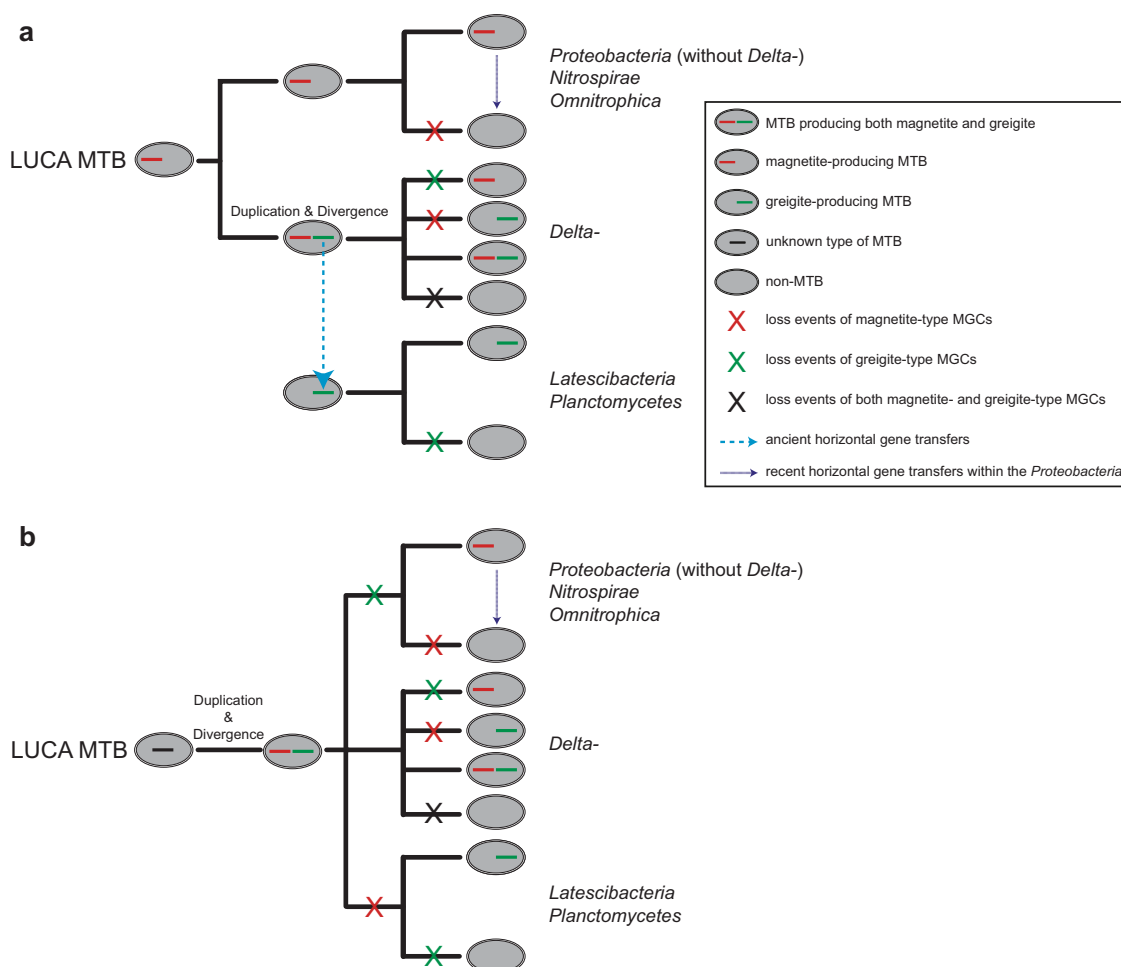 a
Proteobacteria (without Delta-)
Nitrospirae
Omnitrophica
LUCA MTB
Duplication & Divergence
Delta-
Latescibacteria
Planctomycetes
MTB producing both magnetite and greigite
magnetite-producing MTB
greigite-producing MTB
unknown type of MTB
non-MTB
X loss events of magnetite-type MGCs
X loss events of greigite-type MGCs
X loss events of both magnetite- and greigite-type MGCs
ancient horizontal gene transfers
recent horizontal gene transfers within the Proteobacteria
b
Proteobacteria (without Delta-)
Nitrospirae
Omnitrophica
Duplication
&
Divergence
LUCA MTB
Delta-
Latescibacteria
Planctomycetes